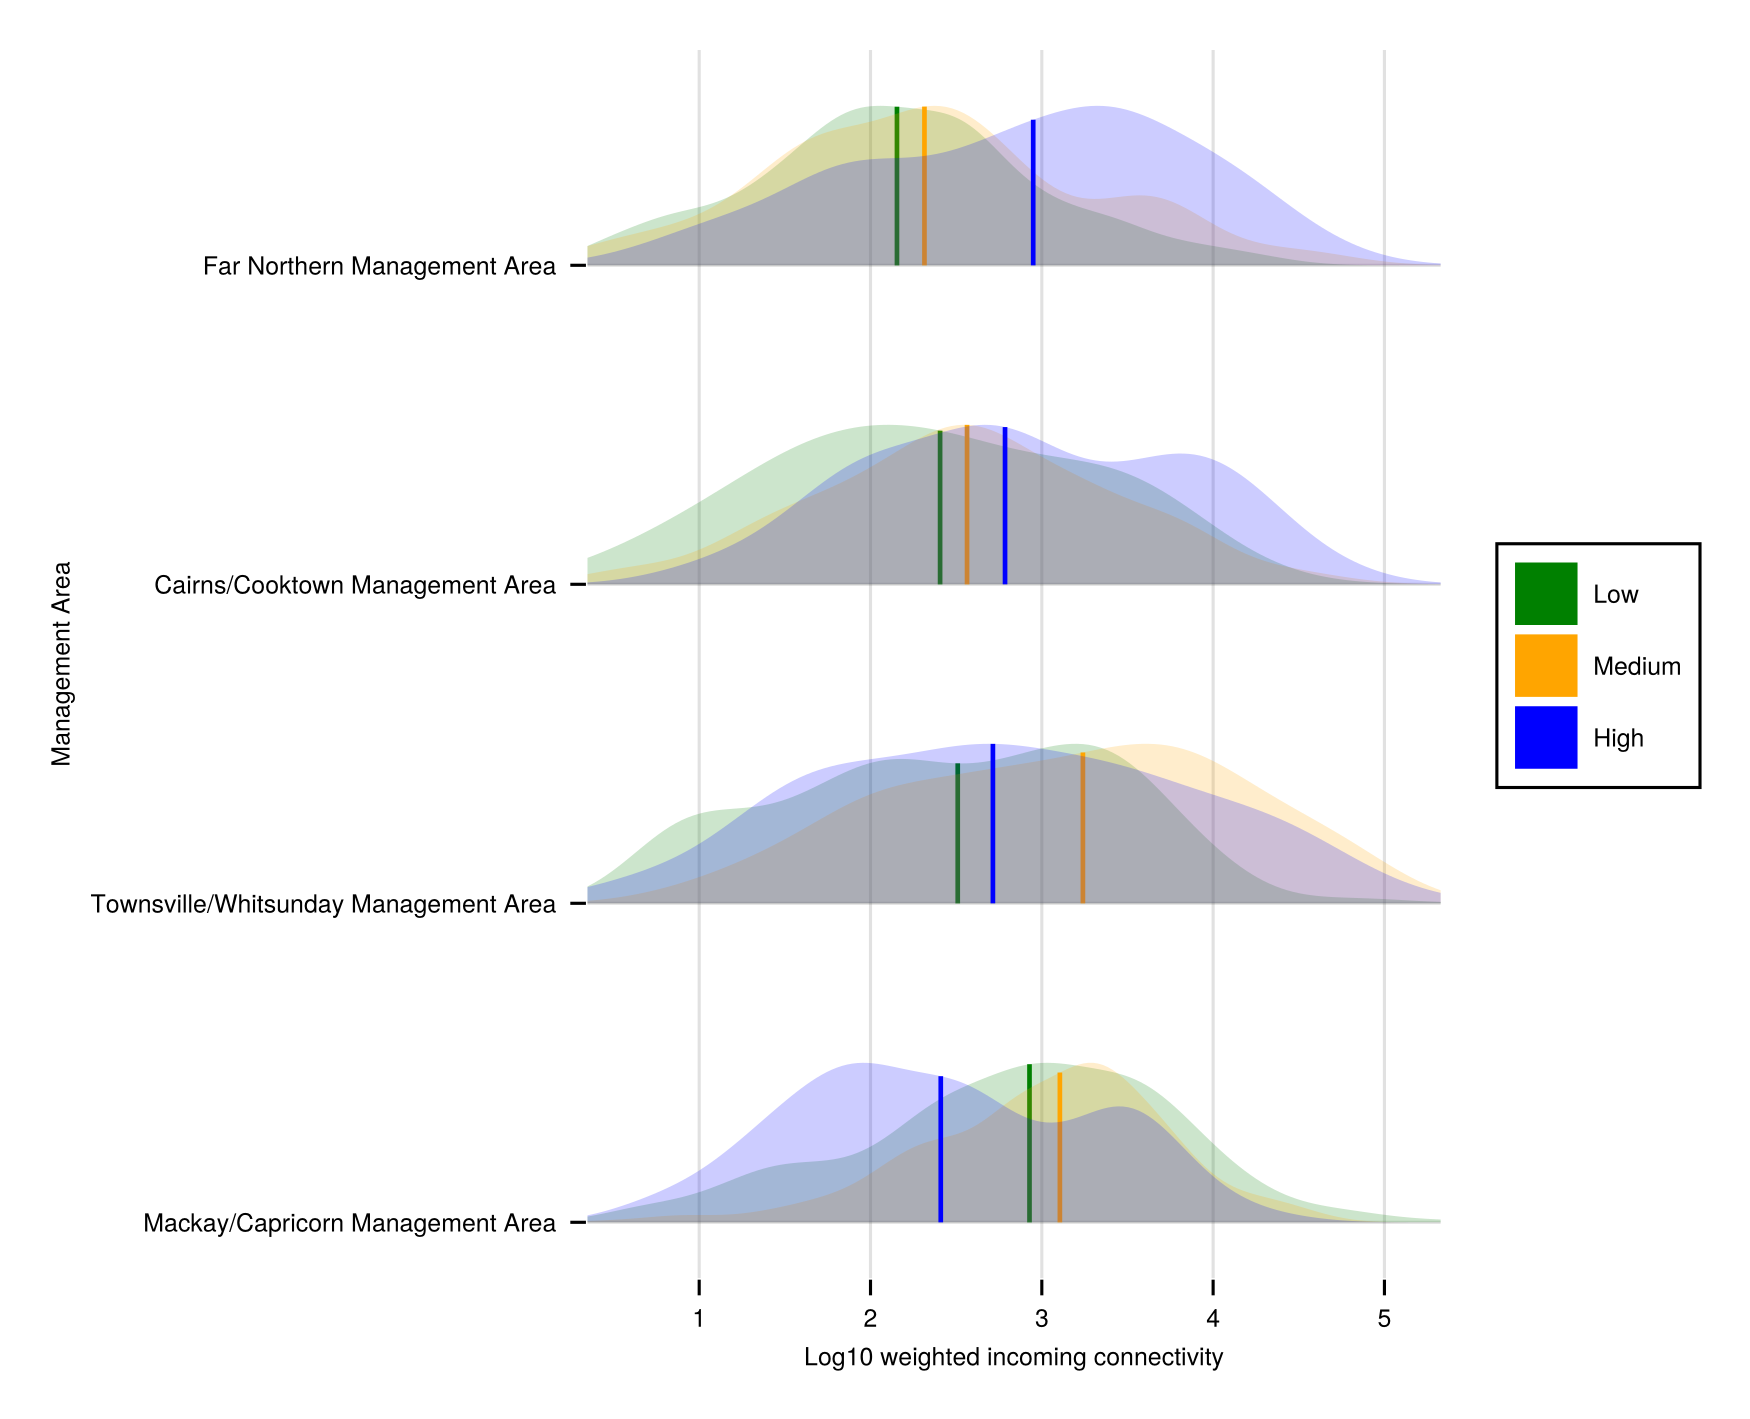 Far Northern Management Area
Cairns/Cooktown Management Area
Townsville/Whitsunday Management Area
Mackay/Capricorn Management Area
Management Area
1 2 3 4 5
Log10 weighted incoming connectivity
Low
Medium
High